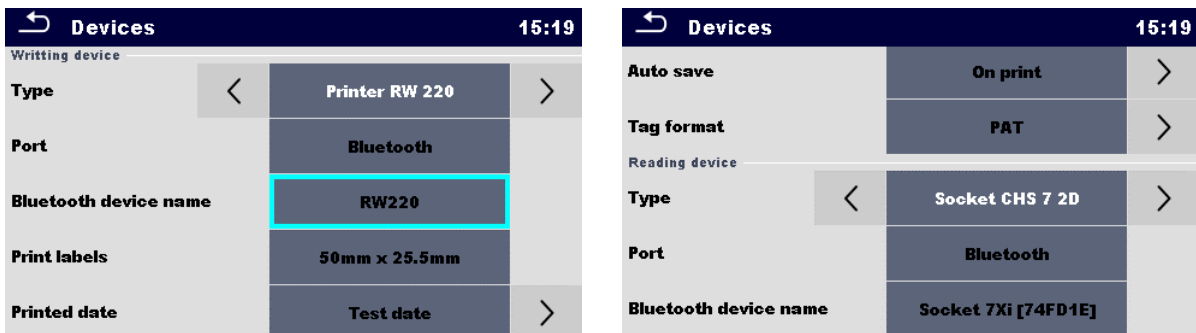 Devices 15:19
Writting device
Type Printer RW 220
Port Bluetooth
Bluetooth device name RW220
Print labels 50mm x 25.5mm
Printed date Test date
Devices 15:19
Auto save On print
Tag format PAT
Reading device
Type Socket CHS 7 2D
Port Bluetooth
Bluetooth device name Socket 7Xi [74FD1E]